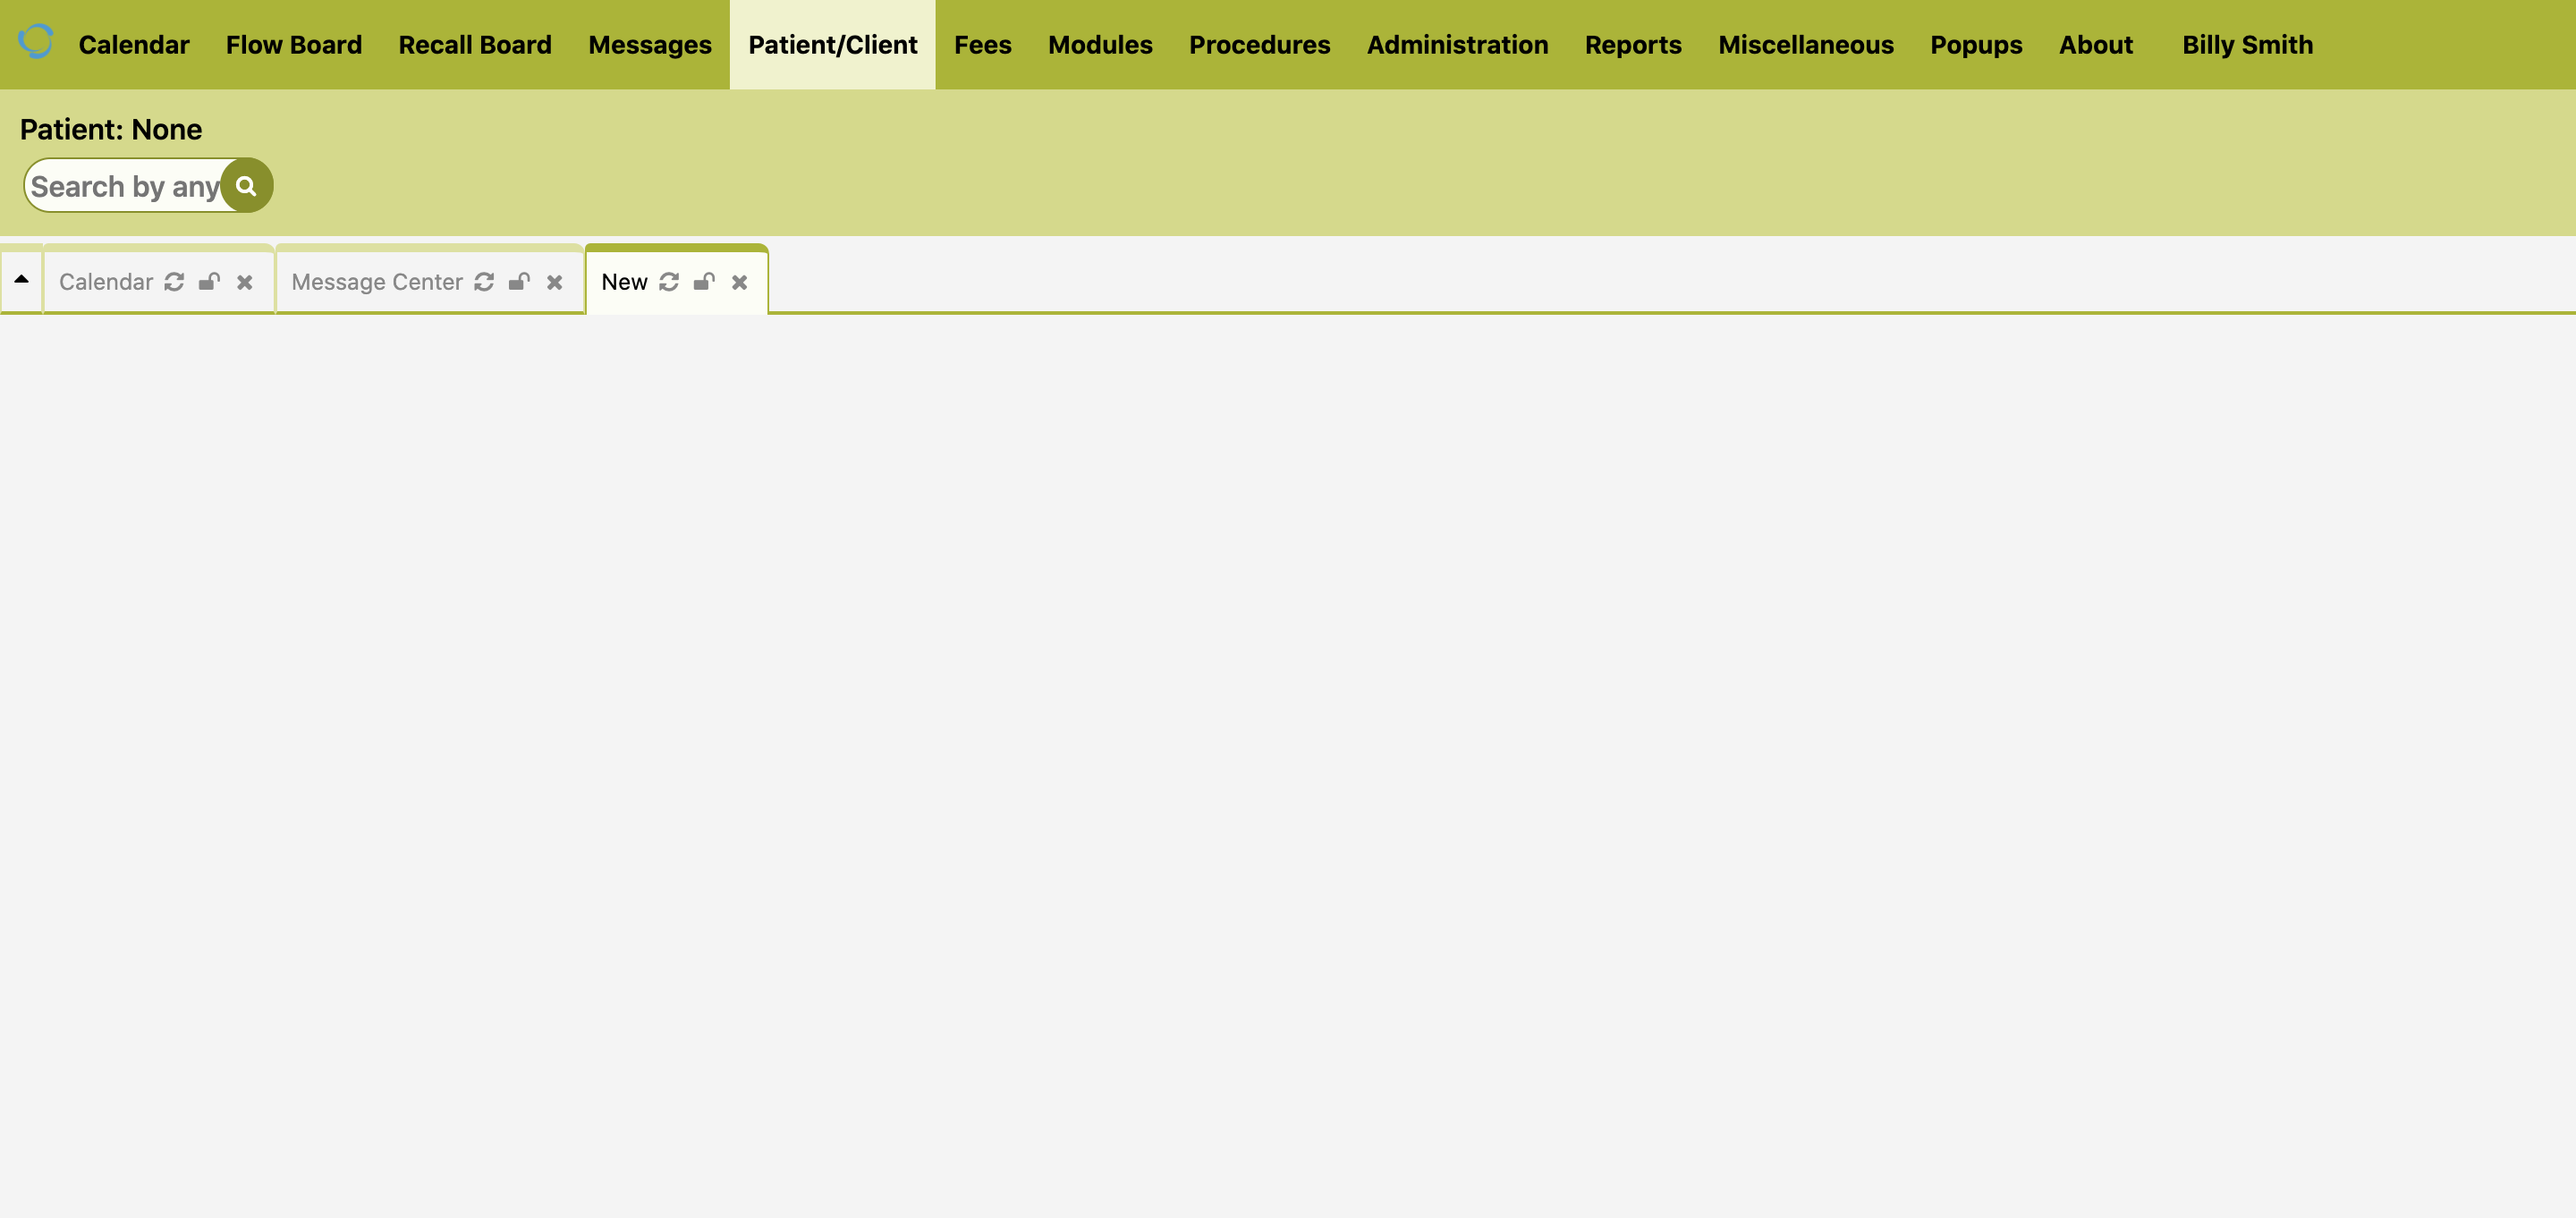 Calendar Flow Board Recall Board Messages Patient/Client Fees Modules Procedures Administration Reports Miscellaneous Popups About Billy Smith
Patient: None
Search by any
Calendar Message Center New